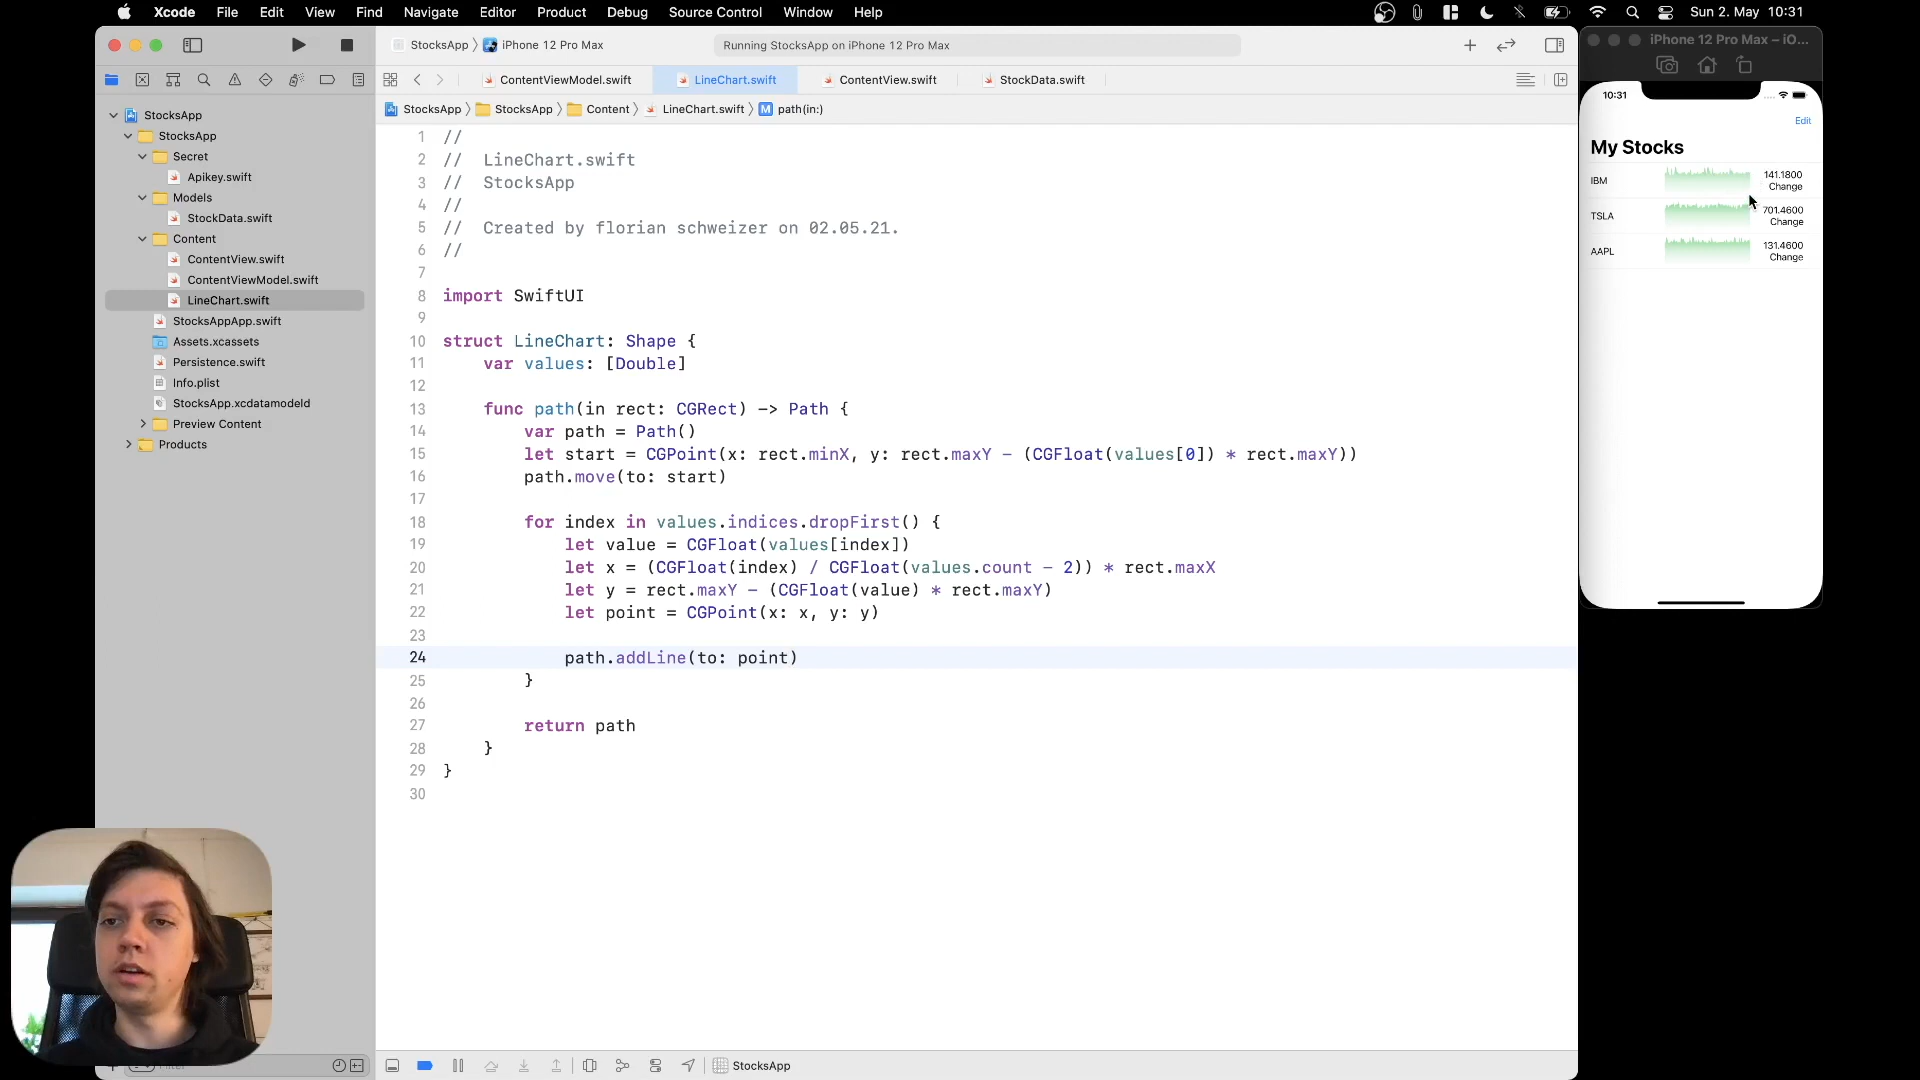 Xcode File Edit View Find Navigate Editor Product Debug Source Control Window Help Sun 2. May 10:31
StocksApp iPhone 12 Pro Max Running StocksApp on iPhone 12 Pro Max
iPhone 12 Pro Max – iO...
ContentViewModel.swift LineChart.swift ContentView.swift StockData.swift
StocksApp StocksApp Content LineChart.swift M path(in:)
StocksApp
StocksApp
Secret
Apikey.swift
Models
StockData.swift
Content
ContentView.swift
ContentViewModel.swift
LineChart.swift
StocksAppApp.swift
Assets.xcassets
Persistence.swift
Info.plist
StocksApp.xcdatamodeld
Preview Content
Products
1 //
2 // LineChart.swift
3 // StocksApp
4 //
5 // Created by florian schweizer on 02.05.21.
6 //
7
8 import SwiftUI
9
10 struct LineChart: Shape {
11 var values: [Double]
12
13 func path(in rect: CGRect) -> Path {
14 var path = Path()
15 let start = CGPoint(x: rect.minX, y: rect.maxY - (CGFloat(values[0]) * rect.maxY))
16 path.move(to: start)
17
18 for index in values.indices.dropFirst() {
19 let value = CGFloat(values[index])
20 let x = (CGFloat(index) / CGFloat(values.count - 2)) * rect.maxX
21 let y = rect.maxY - (CGFloat(value) * rect.maxY)
22 let point = CGPoint(x: x, y: y)
23
24 path.addLine(to: point)
25 }
26
27 return path
28 }
29 }
30
10:31
Edit
My Stocks
IBM 141.1800
Change
TSLA 701.4600
Change
AAPL 131.4600
Change
Filter
StocksApp